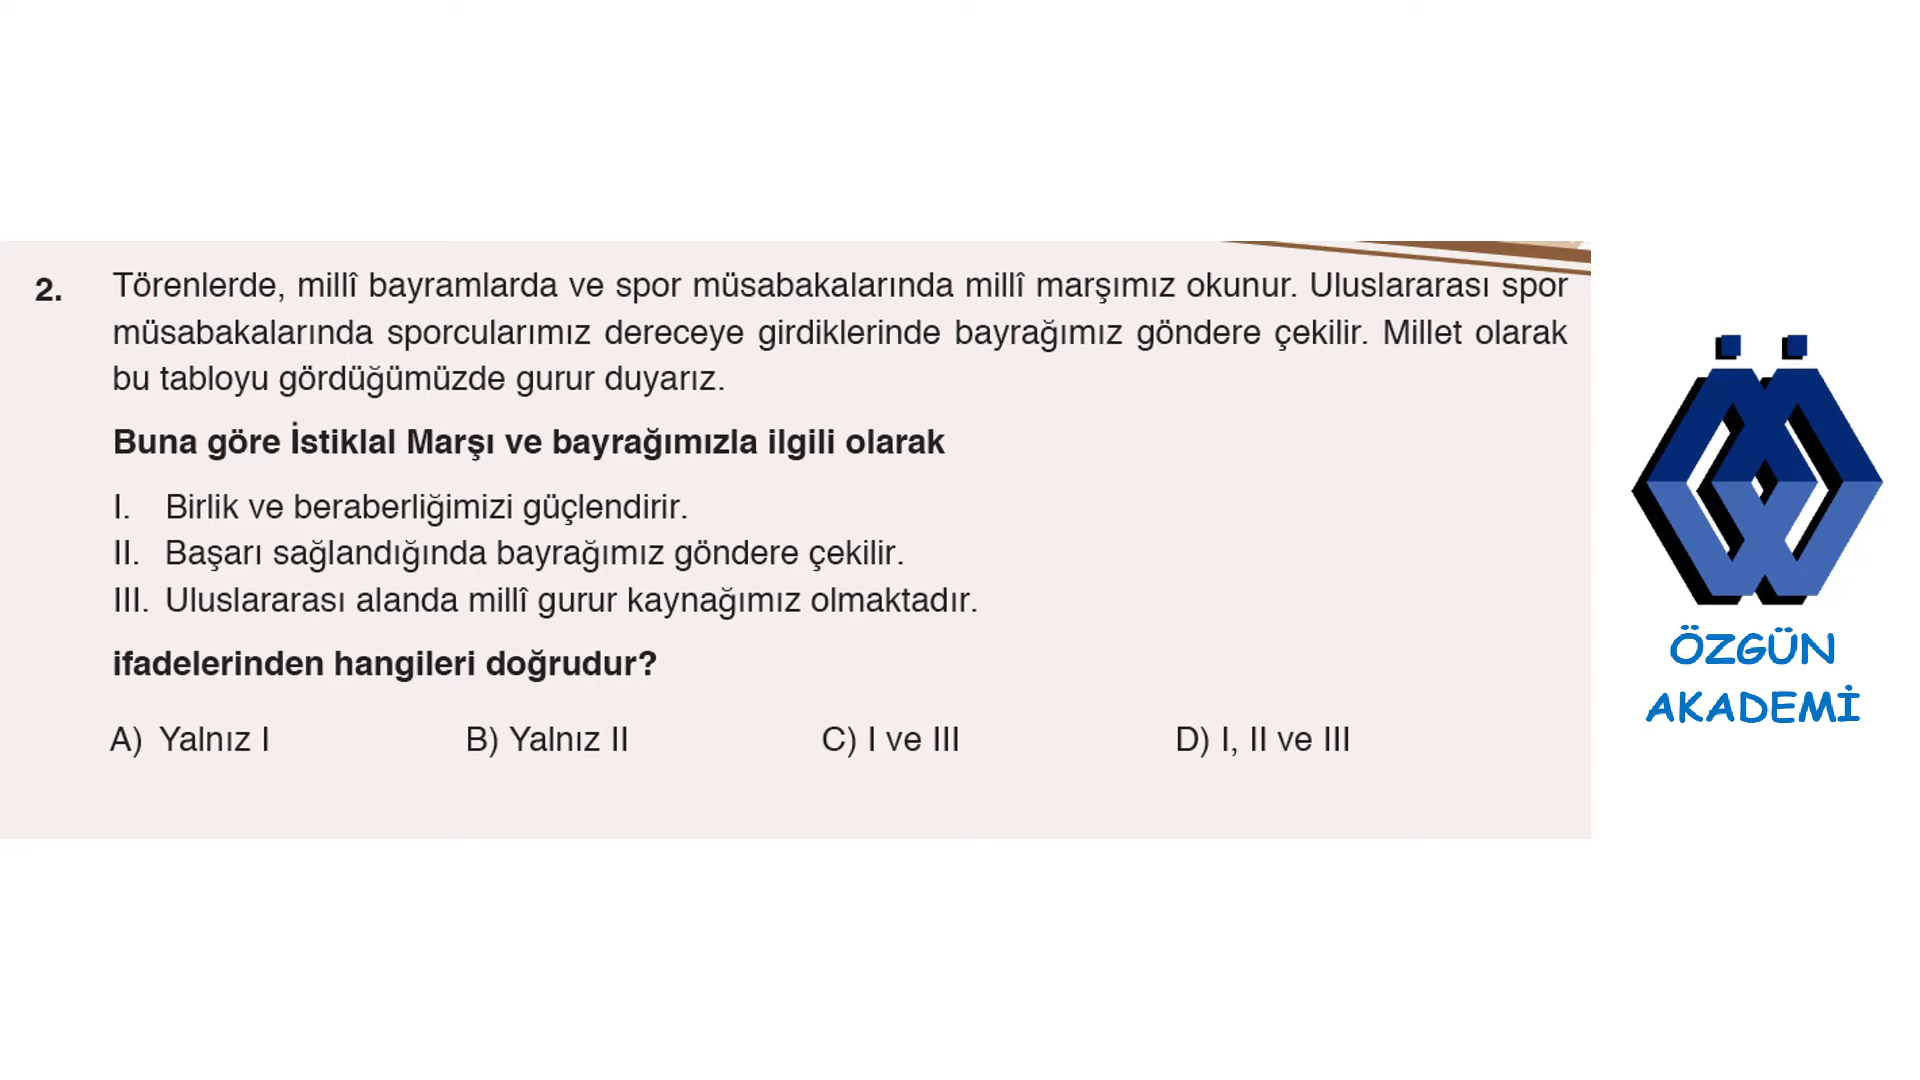 2. Törenlerde, millî bayramlarda ve spor müsabakalarında millî marşımız okunur. Uluslararası spor
müsabakalarında sporcularımız dereceye girdiklerinde bayrağımız göndere çekilir. Millet olarak
bu tabloyu gördüğümüzde gurur duyarız.
Buna göre İstiklal Marşı ve bayrağımızla ilgili olarak
I. Birlik ve beraberliğimizi güçlendirir.
II. Başarı sağlandığında bayrağımız göndere çekilir.
III. Uluslararası alanda millî gurur kaynağımız olmaktadır.
ifadelerinden hangileri doğrudur?
A) Yalnız I B) Yalnız II C) I ve III D) I, II ve III
ÖZGÜN
AKADEMİ